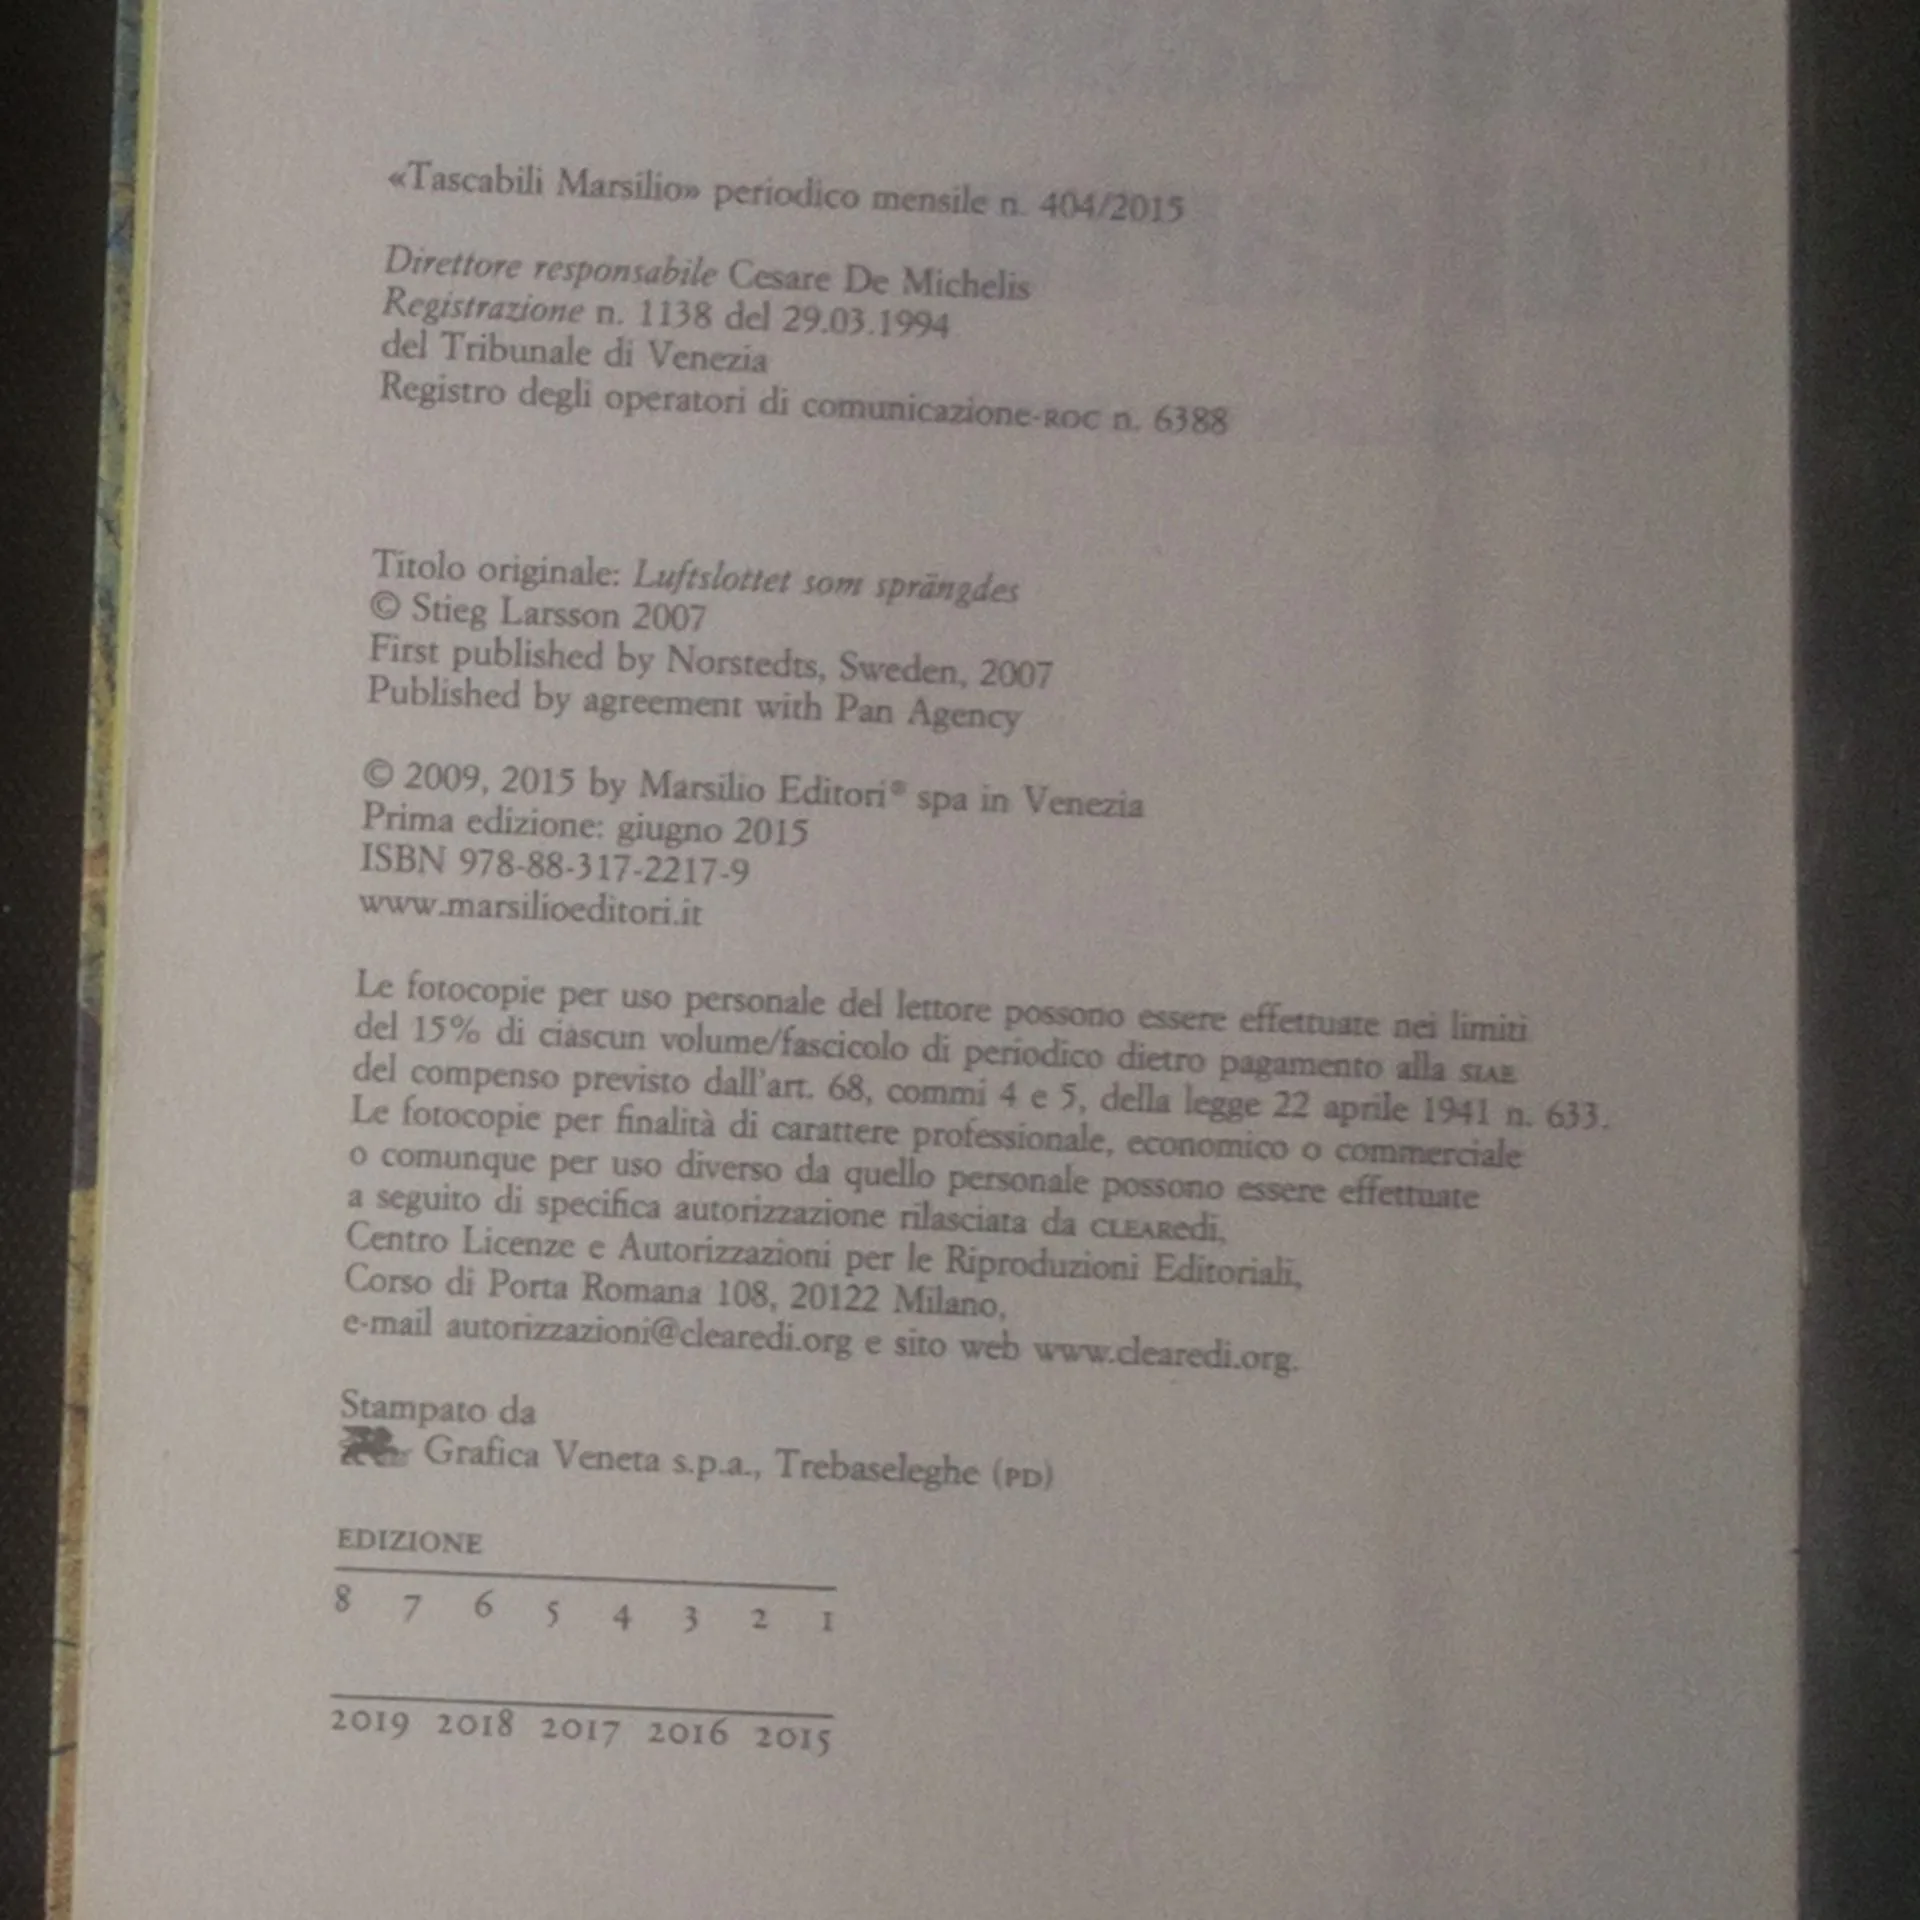 «Tascabili Marsilio» periodico mensile n. 404/2015
Direttore responsabile Cesare De Michelis
Registrazione n. 1138 del 29.03.1994
del Tribunale di Venezia
Registro degli operatori di comunicazione-ROC n. 6388
Titolo originale: Luftslottet som sprängdes
© Stieg Larsson 2007
First published by Norstedts, Sweden, 2007
Published by agreement with Pan Agency
© 2009, 2015 by Marsilio Editori® spa in Venezia
Prima edizione: giugno 2015
ISBN 978-88-317-2217-9
www.marsilioeditori.it
Le fotocopie per uso personale del lettore possono essere effettuate nei limiti
del 15% di ciascun volume/fascicolo di periodico dietro pagamento alla SIAE
del compenso previsto dall'art. 68, commi 4 e 5, della legge 22 aprile 1941 n. 633.
Le fotocopie per finalità di carattere professionale, economico o commerciale
o comunque per uso diverso da quello personale possono essere effettuate
a seguito di specifica autorizzazione rilasciata da CLEARedi,
Centro Licenze e Autorizzazioni per le Riproduzioni Editoriali,
Corso di Porta Romana 108, 20122 Milano,
e-mail autorizzazioni@clearedi.org e sito web www.clearedi.org.
Stampato da
Grafica Veneta s.p.a., Trebaseleghe (PD)
EDIZIONE
8 7 6 5 4 3 2 1
2019 2018 2017 2016 2015